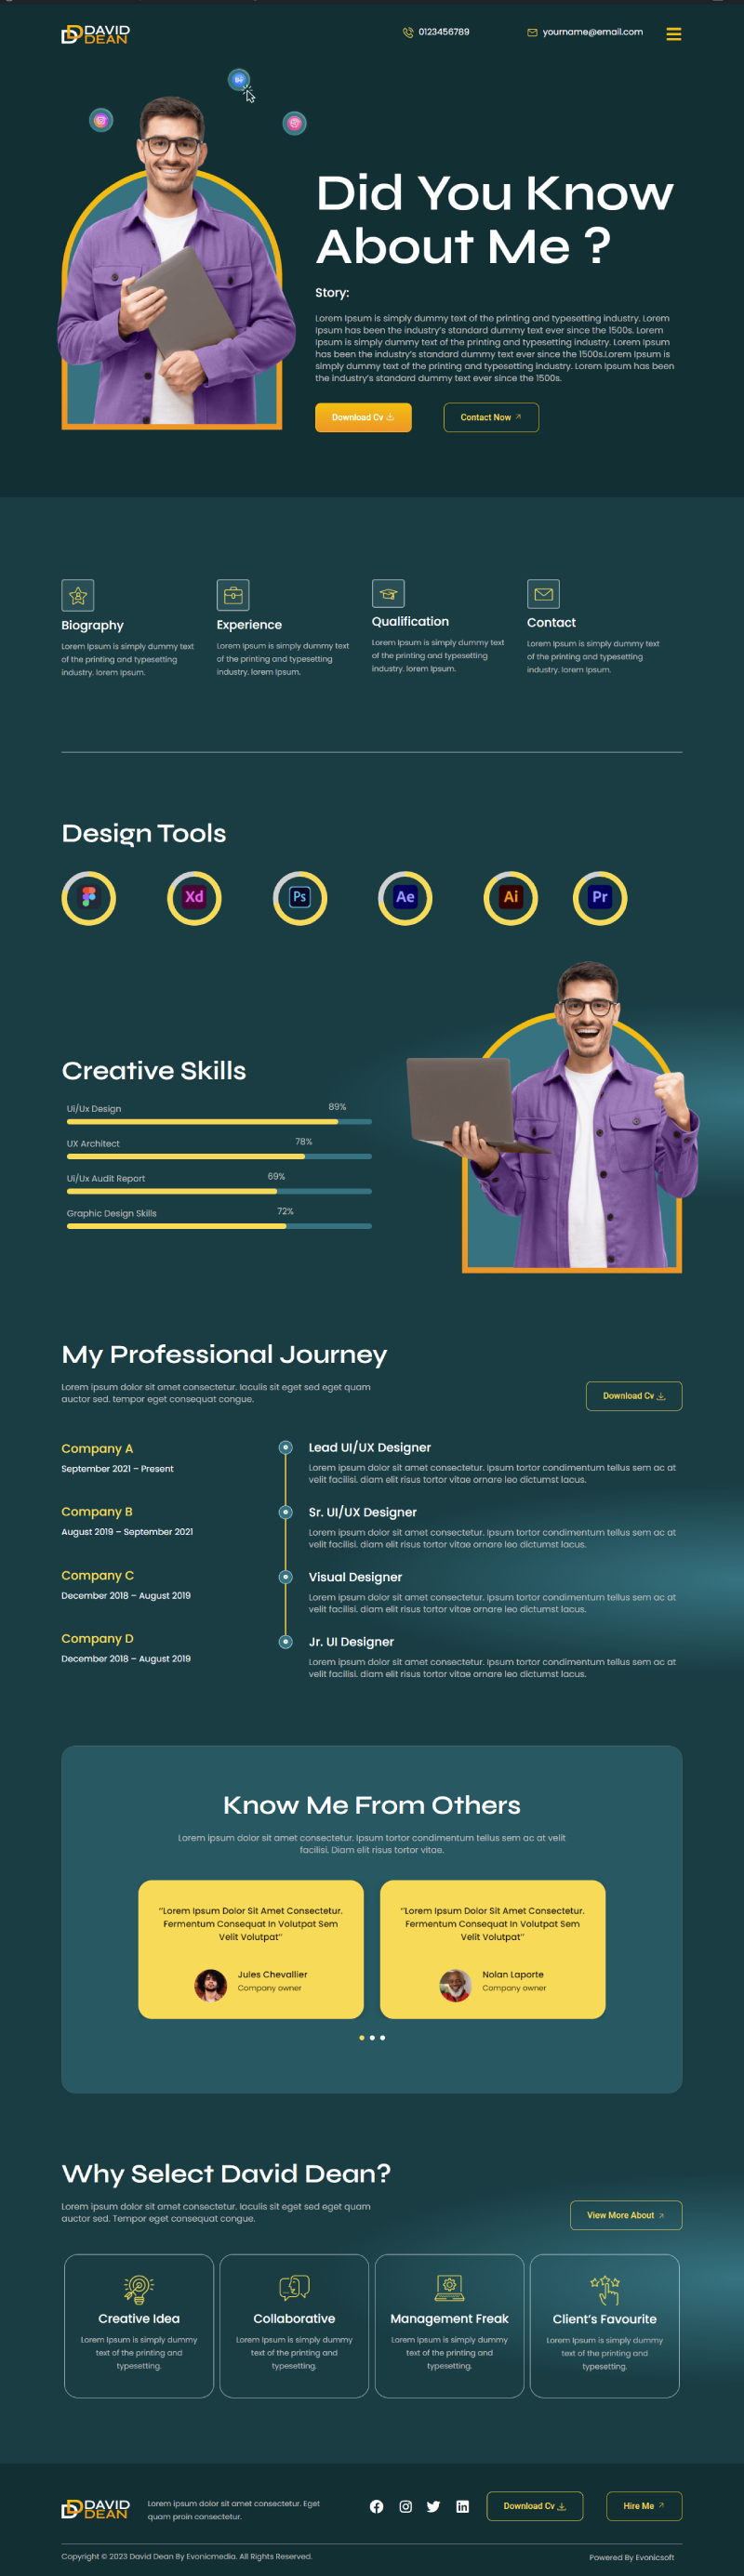 DAVID
DEAN
0123456789
yourname@email.com
Did You Know
About Me ?
Story:
Lorem Ipsum is simply dummy text of the printing and typesetting industry. Lorem
Ipsum has been the industry's standard dummy text ever since the 1500s. Lorem
Ipsum is simply dummy text of the printing and typesetting industry. Lorem Ipsum
has been the industry's standard dummy text ever since the 1500s.Lorem Ipsum is
simply dummy text of the printing and typesetting industry. Lorem Ipsum has been
the industry's standard dummy text ever since the 1500s.
Download Cv
Contact Now
Biography
Lorem Ipsum is simply dummy text
of the printing and typesetting
industry. lorem Ipsum.
Experience
Lorem Ipsum is simply dummy text
of the printing and typesetting
industry. lorem Ipsum.
Qualification
Lorem Ipsum is simply dummy text
of the printing and typesetting
industry. lorem Ipsum.
Contact
Lorem Ipsum is simply dummy text
of the printing and typesetting
industry. lorem Ipsum.
Design Tools
Xd
Ps
Ae
Ai
Pr
Creative Skills
Ui/Ux Design
89%
UX Architect
78%
Ui/Ux Audit Report
69%
Graphic Design Skills
72%
My Professional Journey
Lorem ipsum dolor sit amet consectetur. Iaculis sit eget sed eget quam
auctor sed. tempor eget consequat congue.
Download Cv
Company A
September 2021 – Present
Lead UI/UX Designer
Lorem ipsum dolor sit amet consectetur. Ipsum tortor condimentum tellus sem ac at
velit facilisi. diam elit risus tortor vitae ornare leo dictumst lacus.
Company B
August 2019 – September 2021
Sr. UI/UX Designer
Lorem ipsum dolor sit amet consectetur. Ipsum tortor condimentum tellus sem ac at
velit facilisi. diam elit risus tortor vitae ornare leo dictumst lacus.
Company C
December 2018 – August 2019
Visual Designer
Lorem ipsum dolor sit amet consectetur. Ipsum tortor condimentum tellus sem ac at
velit facilisi. diam elit risus tortor vitae ornare leo dictumst lacus.
Company D
December 2018 – August 2019
Jr. UI Designer
Lorem ipsum dolor sit amet consectetur. Ipsum tortor condimentum tellus sem ac at
velit facilisi. diam elit risus tortor vitae ornare leo dictumst lacus.
Know Me From Others
Lorem ipsum dolor sit amet consectetur. Ipsum tortor condimentum tellus sem ac at velit
facilisi. Diam elit risus tortor vitae.
"Lorem Ipsum Dolor Sit Amet Consectetur.
Fermentum Consequat In Volutpat Sem
Velit Volutpat"
Jules Chevallier
Company owner
"Lorem Ipsum Dolor Sit Amet Consectetur.
Fermentum Consequat In Volutpat Sem
Velit Volutpat"
Nolan Laporte
Company owner
Why Select David Dean?
Lorem ipsum dolor sit amet consectetur. Iaculis sit eget sed eget quam
auctor sed. Tempor eget consequat congue.
View More About
Creative Idea
Lorem Ipsum is simply dummy
text of the printing and
typesetting.
Collaborative
Lorem Ipsum is simply dummy
text of the printing and
typesetting.
Management Freak
Lorem Ipsum is simply dummy
text of the printing and
typesetting.
Client's Favourite
Lorem Ipsum is simply dummy
text of the printing and
typesetting.
DAVID
DEAN
Lorem ipsum dolor sit amet consectetur. Eget
quam proin consectetur.
Download Cv
Hire Me
Copyright © 2023 David Dean By Evonicmedia. All Rights Reserved.
Powered By Evonicsoft